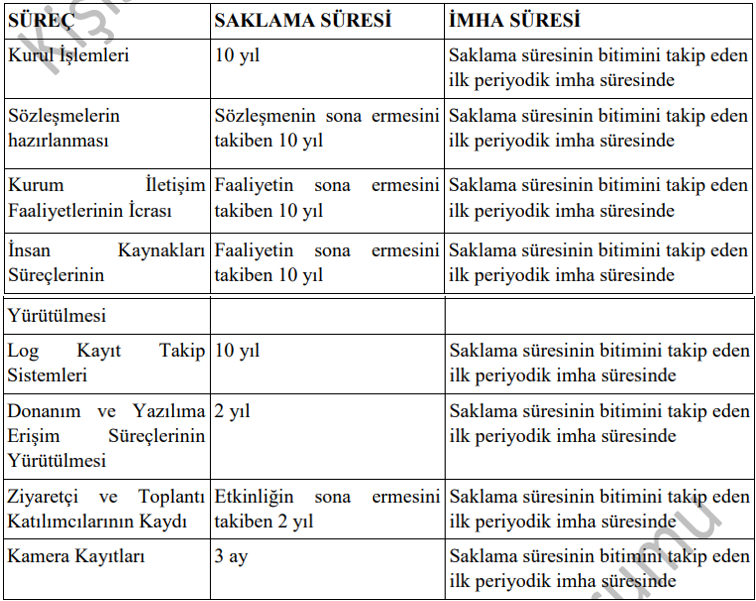 SÜREÇ SAKLAMA SÜRESİ İMHA SÜRESİ
Kurul İşlemleri 10 yıl Saklama süresinin bitimini takip eden
ilk periyodik imha süresinde
Sözleşmelerin Sözleşmenin sona ermesini Saklama süresinin bitimini takip eden
hazırlanması takiben 10 yıl ilk periyodik imha süresinde
Kurum İletişim Faaliyetin sona ermesini Saklama süresinin bitimini takip eden
Faaliyetlerinin İcrası takiben 10 yıl ilk periyodik imha süresinde
İnsan Kaynakları Faaliyetin sona ermesini Saklama süresinin bitimini takip eden
Süreçlerinin takiben 10 yıl ilk periyodik imha süresinde
Yürütülmesi
Log Kayıt Takip 10 yıl Saklama süresinin bitimini takip eden
Sistemleri ilk periyodik imha süresinde
Donanım ve Yazılıma 2 yıl Saklama süresinin bitimini takip eden
Erişim Süreçlerinin ilk periyodik imha süresinde
Yürütülmesi
Ziyaretçi ve Toplantı Etkinliğin sona ermesini Saklama süresinin bitimini takip eden
Katılımcılarının Kaydı takiben 2 yıl ilk periyodik imha süresinde
Kamera Kayıtları 3 ay Saklama süresinin bitimini takip eden
ilk periyodik imha süresinde